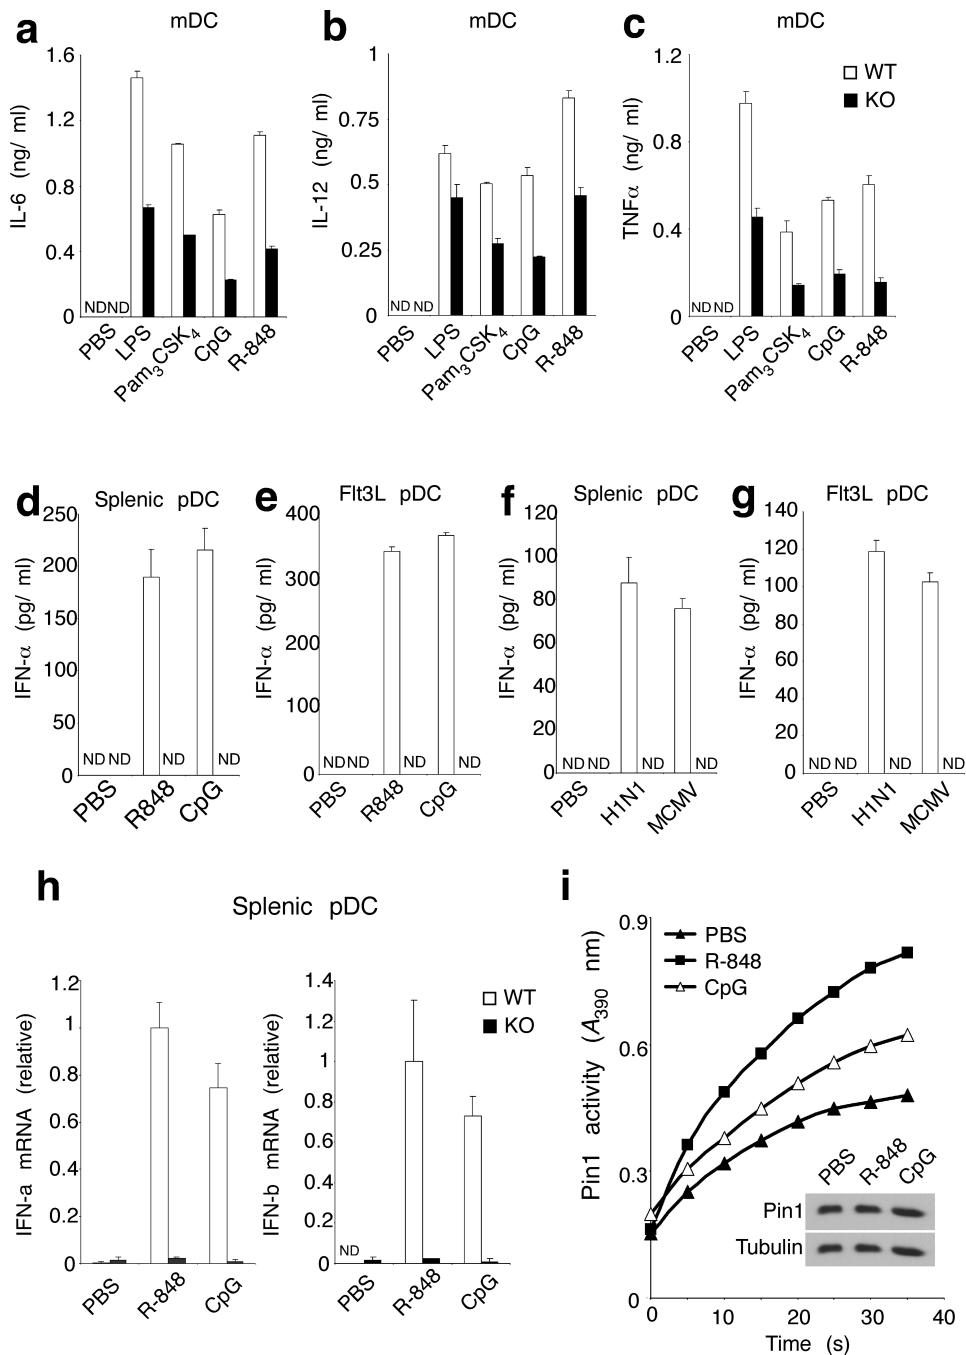 a
mDC
IL-6 (ng/ ml)
1.6
1.2
0.8
0.4
0
NDND
PBS
LPS
Pam3CSK4
CpG
R-848
b
mDC
IL-12 (ng/ ml)
1
0.75
0.5
0.25
0
ND ND
PBS
LPS
Pam3CSK4
CpG
R-848
c
mDC
TNFα (ng/ ml)
1.2
0.8
0.4
0
WT
KO
ND ND
PBS
LPS
Pam3CSK4
CpG
R-848
d
Splenic pDC
IFN-α (pg/ ml)
250
200
150
100
50
0
ND ND
ND
ND
PBS
R848
CpG
e
Flt3L pDC
IFN-α (pg/ ml)
400
300
200
100
0
ND ND
ND
ND
PBS
R848
CpG
f
Splenic pDC
IFN-α (pg/ ml)
120
100
80
60
40
20
0
ND ND
ND
ND
PBS
H1N1
MCMV
g
Flt3L pDC
IFN-α (pg/ ml)
140
120
100
80
60
40
20
0
ND ND
ND
ND
PBS
H1N1
MCMV
h
Splenic pDC
IFN-a mRNA (relative)
1.2
1
0.8
0.6
0.4
0.2
0
PBS
R-848
CpG
IFN-b mRNA (relative)
1.4
1.2
1
0.8
0.6
0.4
0.2
0
WT
KO
ND
PBS
R-848
CpG
i
Pin1 activity (A390 nm)
0.9
0.6
0.3
0
PBS
R-848
CpG
PBS
R-848
CpG
Pin1
Tubulin
0
10
20
30
40
Time (s)